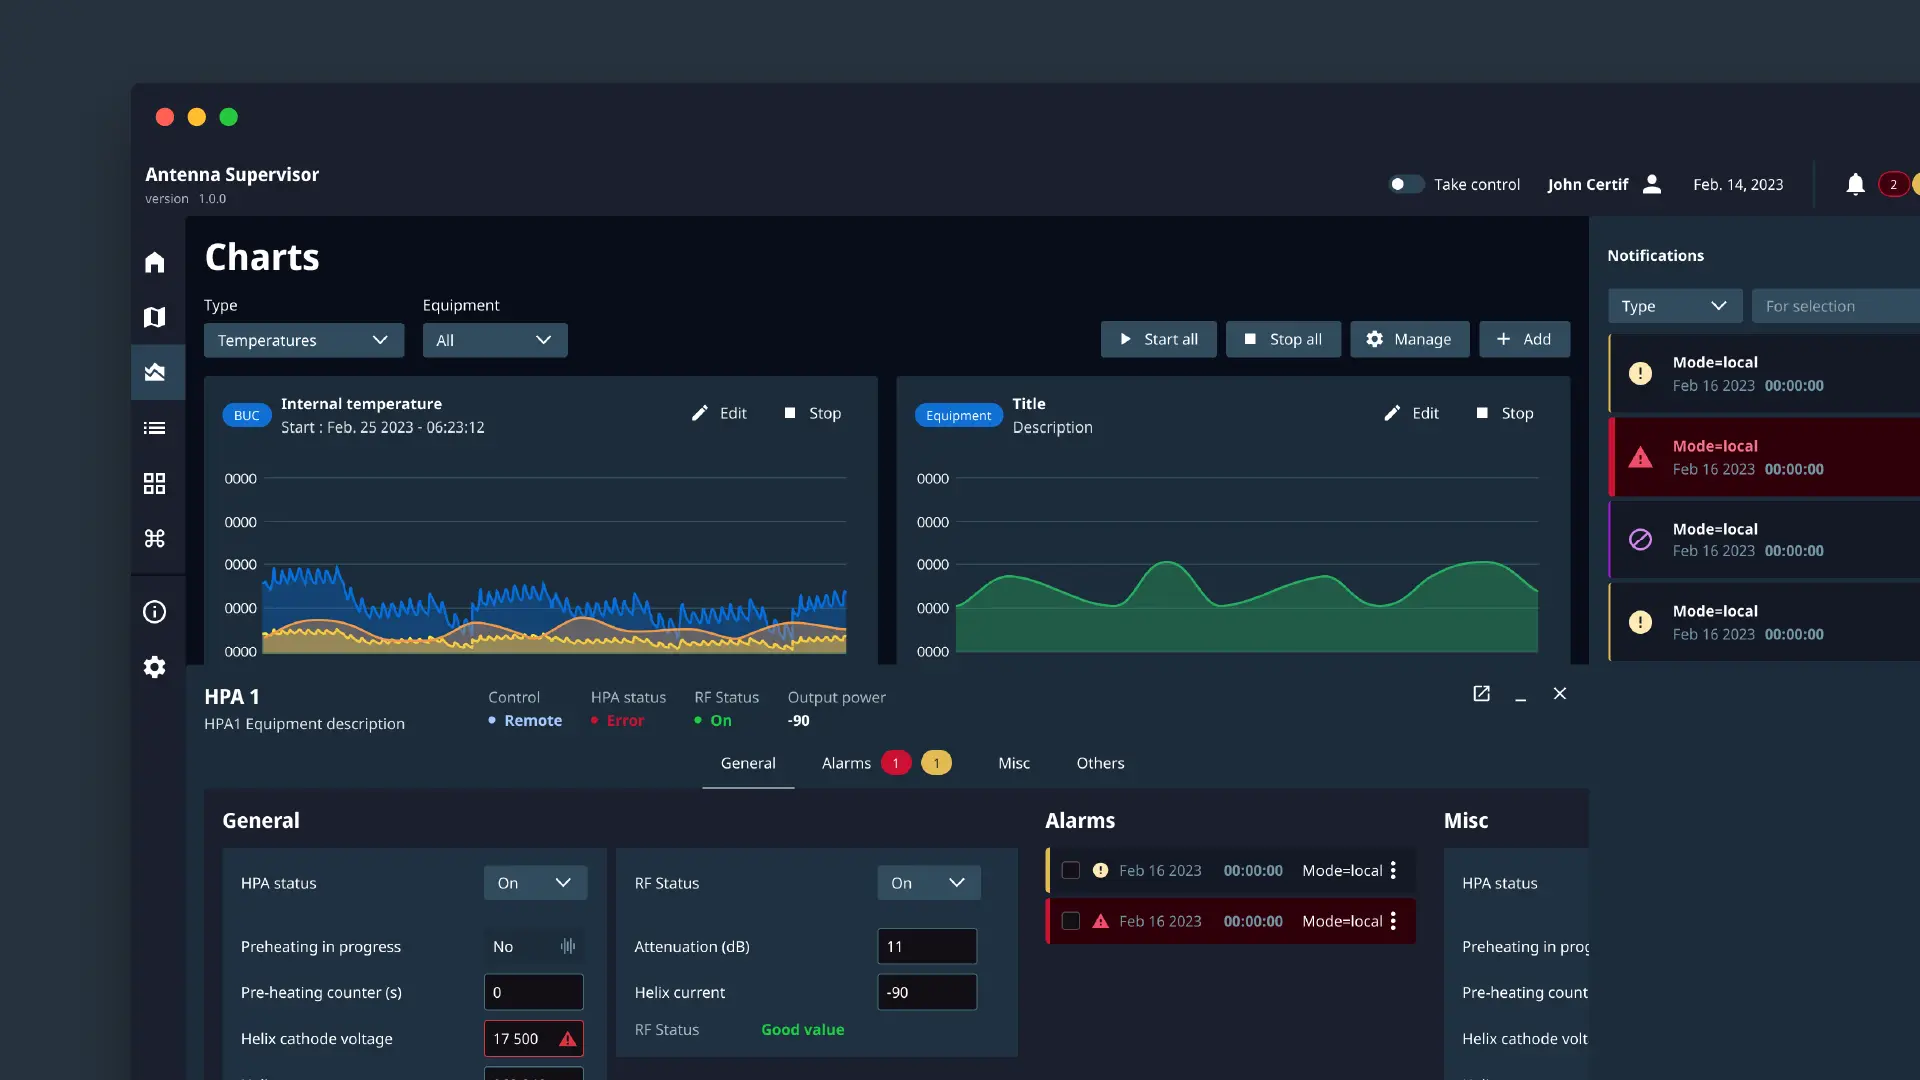 Antenna Supervisor
version 1.0.0
Take control
John Certif
Feb. 14, 2023
2
Charts
Type
Equipment
Temperatures
All
Start all
Stop all
Manage
Add
BUC
Internal temperature
Start : Feb. 25 2023 - 06:23:12
Edit
Stop
0000
0000
0000
0000
0000
Equipment
Title
Description
Edit
Stop
0000
0000
0000
0000
0000
Notifications
Type
For selection
Mode=local
Feb 16 2023 00:00:00
Mode=local
Feb 16 2023 00:00:00
Mode=local
Feb 16 2023 00:00:00
Mode=local
Feb 16 2023 00:00:00
HPA 1
HPA1 Equipment description
Control
Remote
HPA status
Error
RF Status
On
Output power
-90
General
Alarms 1 1
Misc
Others
General
HPA status
On
Preheating in progress
No
Pre-heating counter (s)
0
Helix cathode voltage
17 500
RF Status
On
Attenuation (dB)
11
Helix current
-90
RF Status
Good value
Alarms
Feb 16 2023 00:00:00 Mode=local
Feb 16 2023 00:00:00 Mode=local
Misc
HPA status
Preheating in prog
Pre-heating count
Helix cathode volt